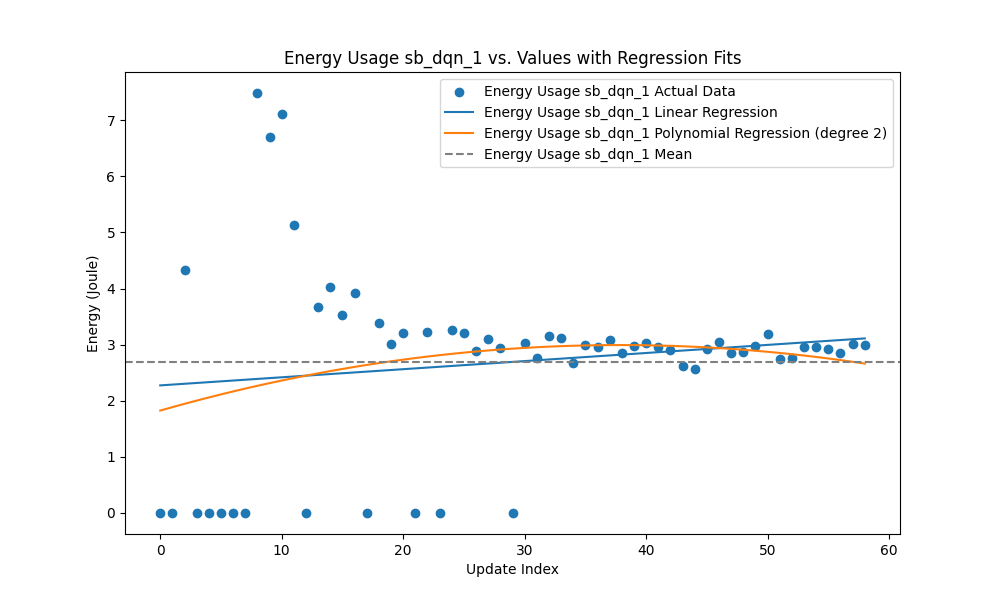 Energy Usage sb_dqn_1 vs. Values with Regression Fits
Energy Usage sb_dqn_1 Actual Data
Energy Usage sb_dqn_1 Linear Regression
Energy Usage sb_dqn_1 Polynomial Regression (degree 2)
Energy Usage sb_dqn_1 Mean
Energy (Joule)
7
6
5
4
3
2
1
0
0 10 20 30 40 50 60
Update Index